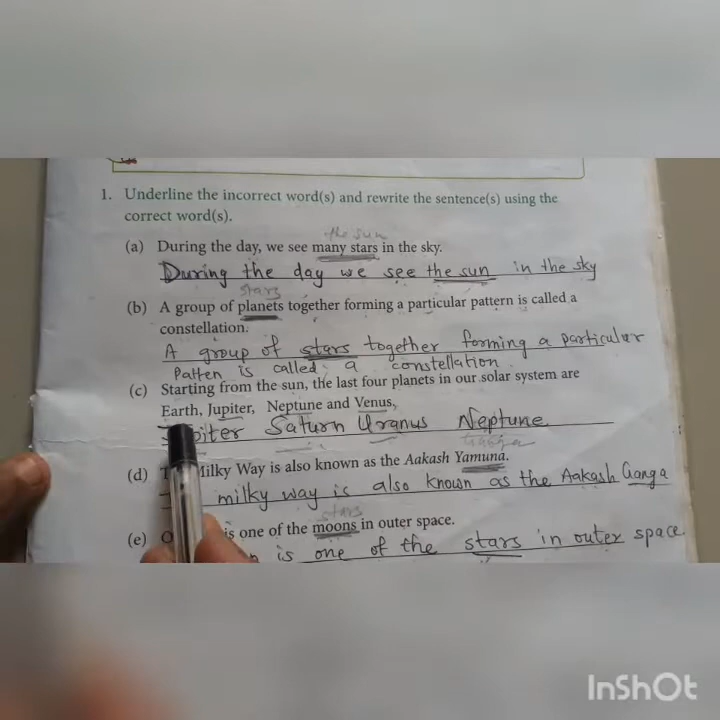 1. Underline the incorrect word(s) and rewrite the sentence(s) using the
correct word(s).
the sun
(a) During the day, we see many stars in the sky.
During the day we see the sun in the sky
stars
(b) A group of planets together forming a particular pattern is called a
constellation.
A group of stars together forming a particular
Patten is called a constellation
(c) Starting from the sun, the last four planets in our solar system are
Earth, Jupiter, Neptune and Venus,
piter Saturn Uranus Neptune
Ganga
(d) T Milky Way is also known as the Aakash Yamuna.
milky way is also known as the Aakash Ganga
stars
(e) O is one of the moons in outer space.
n is one of the stars in outer space
InShOt